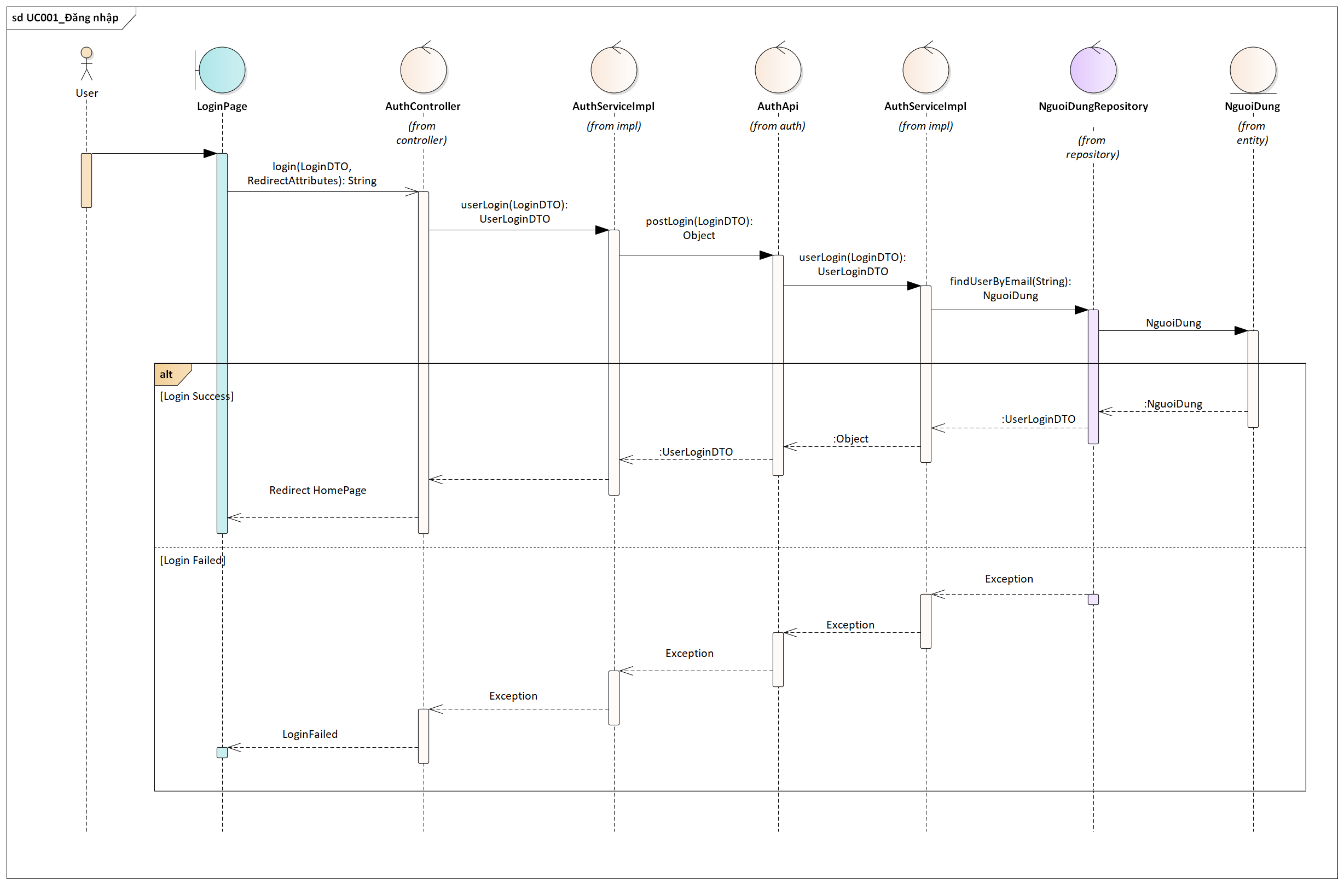 sd UC001_Đăng nhập
User
LoginPage
AuthController
(from
controller)
AuthServiceImpl
(from impl)
AuthApi
(from auth)
AuthServiceImpl
(from impl)
NguoiDungRepository
(from
repository)
NguoiDung
(from
entity)
login(LoginDTO,
RedirectAttributes): String
userLogin(LoginDTO):
UserLoginDTO
postLogin(LoginDTO):
Object
userLogin(LoginDTO):
UserLoginDTO
findUserByEmail(String):
NguoiDung
NguoiDung
alt
[Login Success]
:NguoiDung
:UserLoginDTO
:Object
:UserLoginDTO
Redirect HomePage
[Login Failed]
Exception
Exception
Exception
Exception
LoginFailed